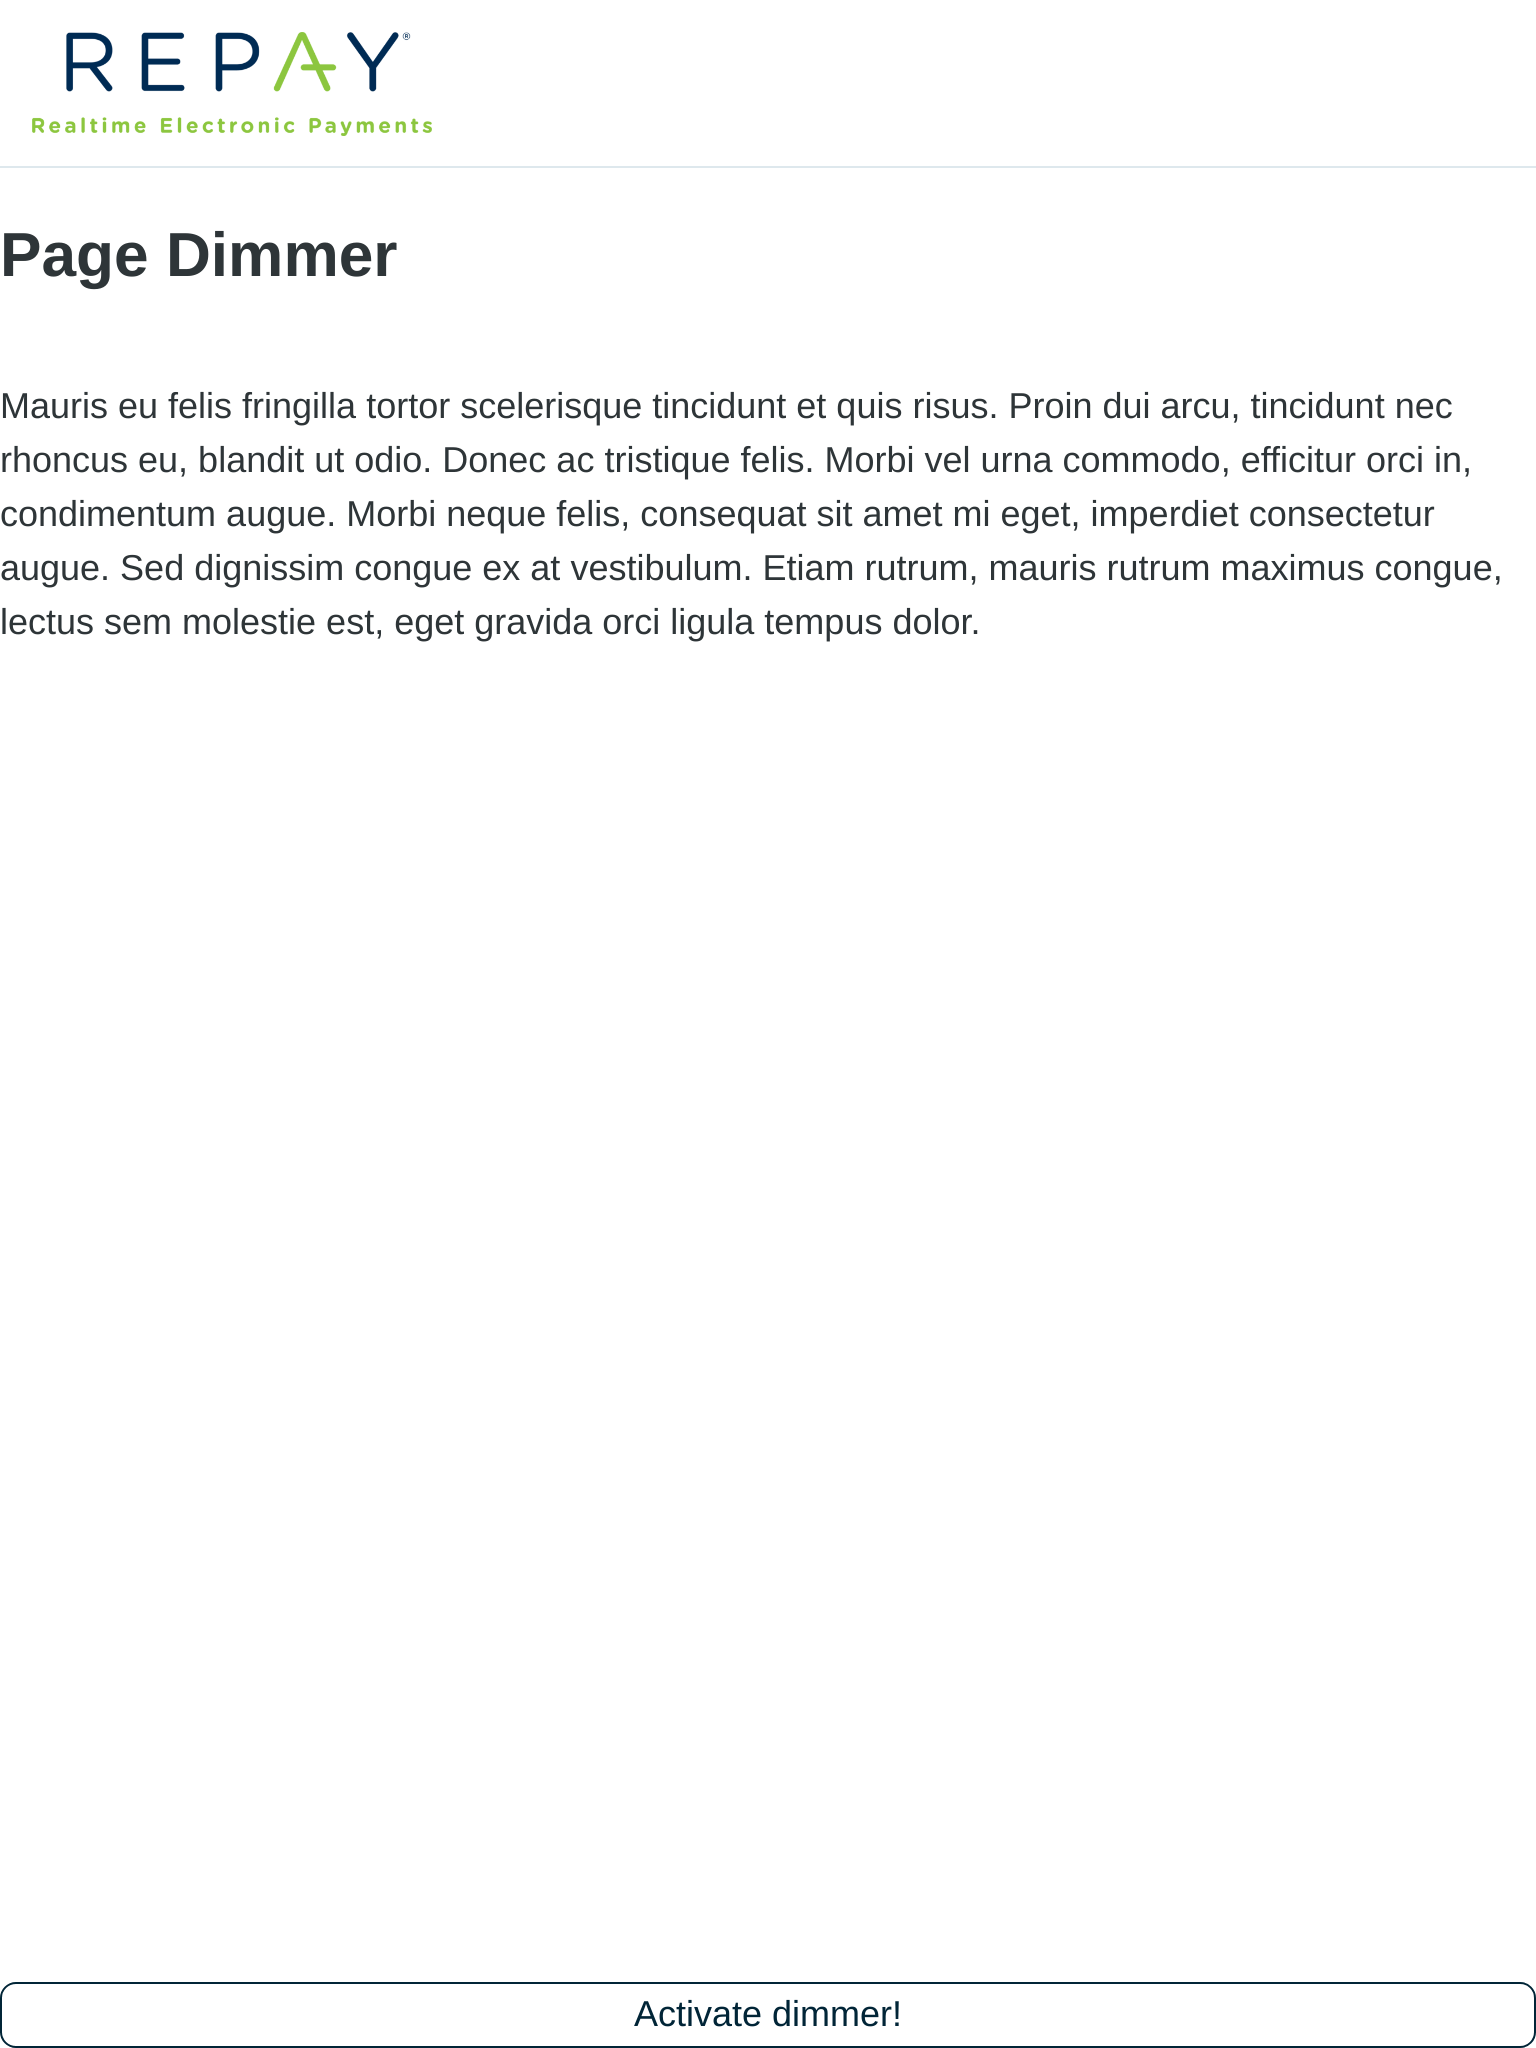 REPAY®
Realtime Electronic Payments
Page Dimmer
Mauris eu felis fringilla tortor scelerisque tincidunt et quis risus. Proin dui arcu, tincidunt nec
rhoncus eu, blandit ut odio. Donec ac tristique felis. Morbi vel urna commodo, efficitur orci in,
condimentum augue. Morbi neque felis, consequat sit amet mi eget, imperdiet consectetur
augue. Sed dignissim congue ex at vestibulum. Etiam rutrum, mauris rutrum maximus congue,
lectus sem molestie est, eget gravida orci ligula tempus dolor.
Activate dimmer!